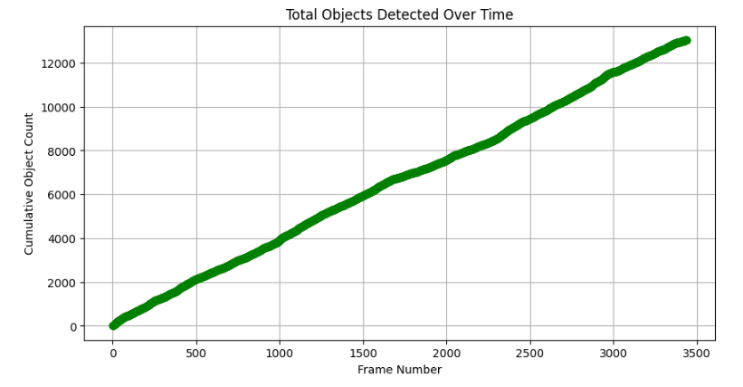 Total Objects Detected Over Time
Cumulative Object Count
12000
10000
8000
6000
4000
2000
0
0 500 1000 1500 2000 2500 3000 3500
Frame Number